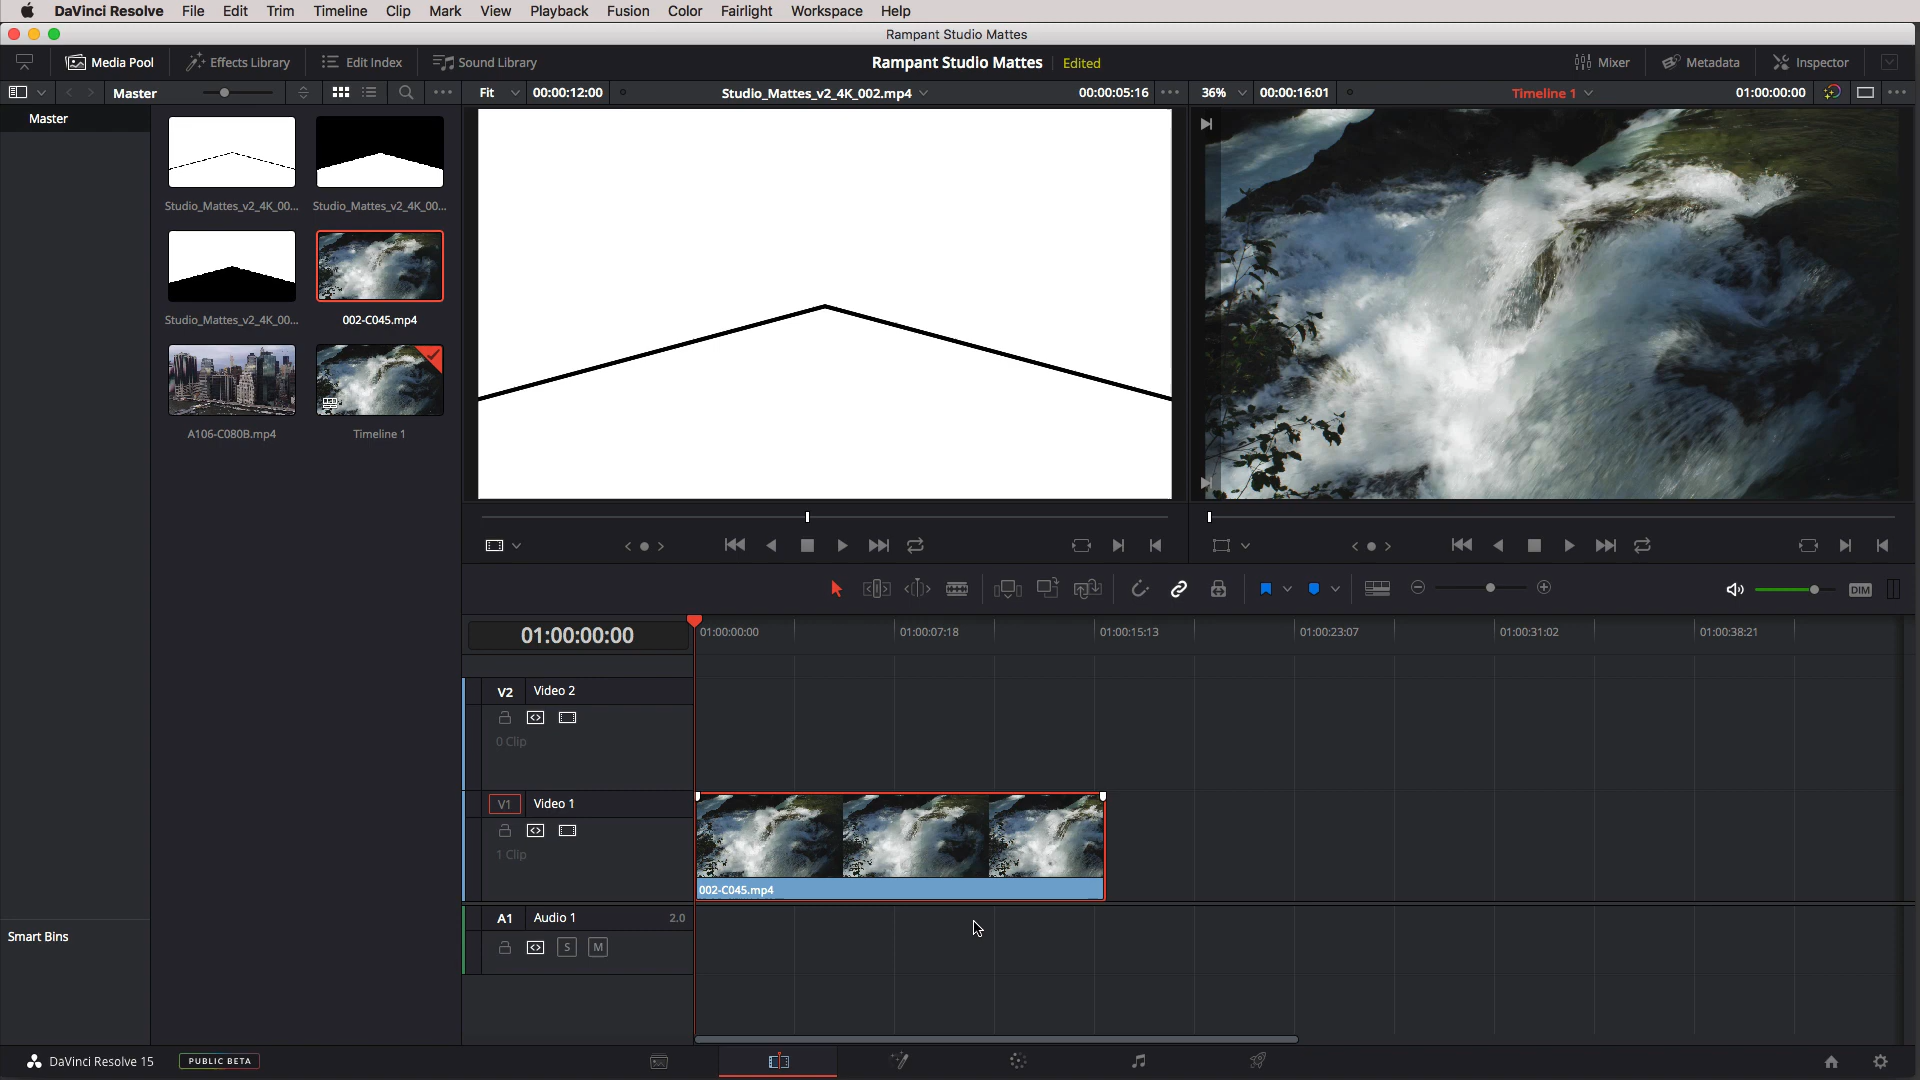 DaVinci Resolve File Edit Trim Timeline Clip Mark View Playback Fusion Color Fairlight Workspace Help
Rampant Studio Mattes
Media Pool Effects Library Edit Index Sound Library Rampant Studio Mattes Edited Mixer Metadata Inspector
Master Fit 00:00:12:00 Studio_Mattes_v2_4K_002.mp4 00:00:05:16 36% 00:00:16:01 Timeline 1 01:00:00:00
Master
Studio_Mattes_v2_4K_00... Studio_Mattes_v2_4K_00...
Studio_Mattes_v2_4K_00... 002-C045.mp4
A106-C080B.mp4 Timeline 1
DIM
01:00:00:00 01:00:00:00 01:00:07:18 01:00:15:13 01:00:23:07 01:00:31:02 01:00:38:21
V2 Video 2
0 Clip
V1 Video 1
1 Clip
002-C045.mp4
A1 Audio 1 2.0
S M
Smart Bins
DaVinci Resolve 15 PUBLIC BETA